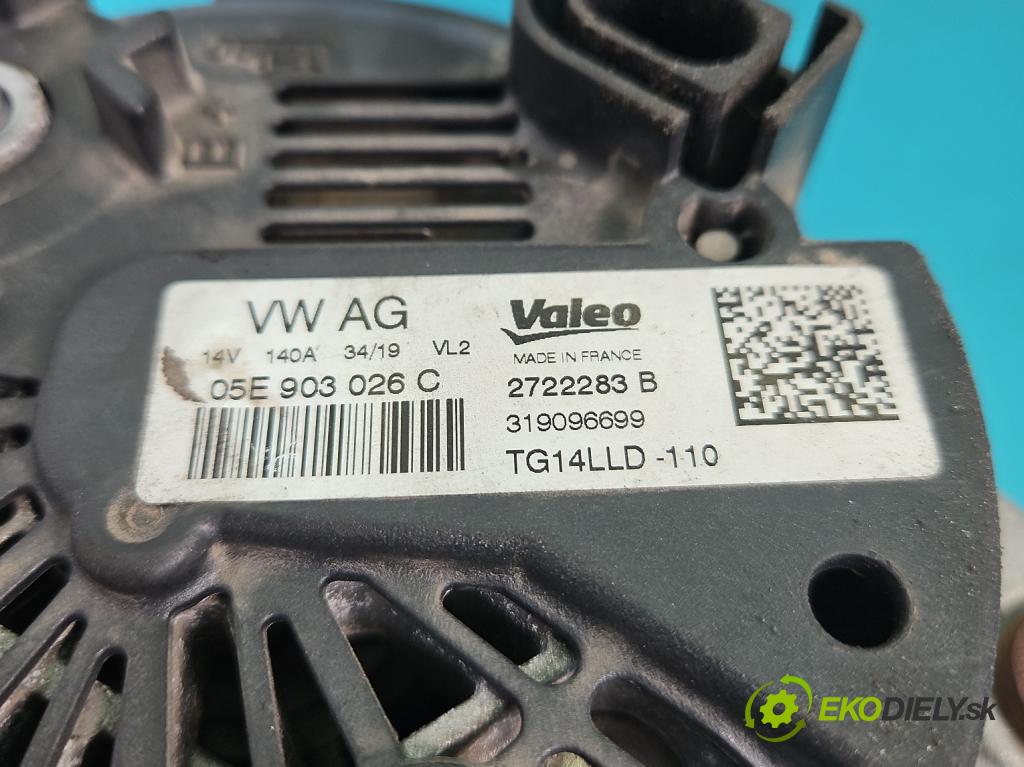 VW AG
14V 140A 34/19 VL2
05E 903 026 C
Valeo
MADE IN FRANCE
2722283 B
319096699
TG14LLD -110
EKODIELY.sk